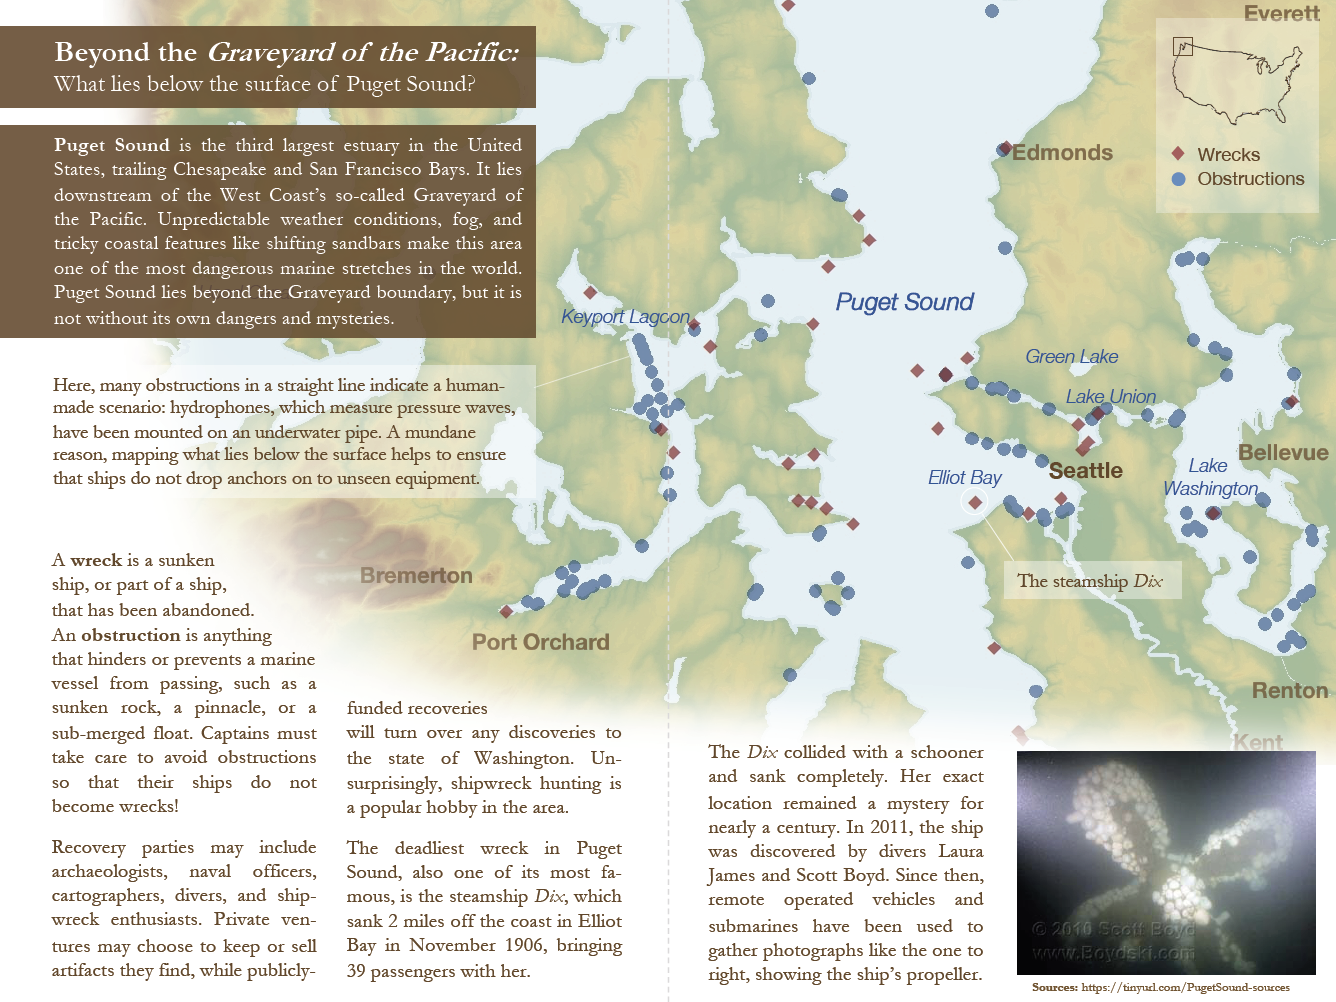 Beyond the Graveyard of the Pacific:
What lies below the surface of Puget Sound?
Puget Sound is the third largest estuary in the United
States, trailing Chesapeake and San Francisco Bays. It lies
downstream of the West Coast's so-called Graveyard of
the Pacific. Unpredictable weather conditions, fog, and
tricky coastal features like shifting sandbars make this area
one of the most dangerous marine stretches in the world.
Puget Sound lies beyond the Graveyard boundary, but it is
not without its own dangers and mysteries.
Here, many obstructions in a straight line indicate a human-
made scenario: hydrophones, which measure pressure waves,
have been mounted on an underwater pipe. A mundane
reason, mapping what lies below the surface helps to ensure
that ships do not drop anchors on to unseen equipment.
A wreck is a sunken
ship, or part of a ship,
that has been abandoned.
An obstruction is anything
that hinders or prevents a marine
vessel from passing, such as a
sunken rock, a pinnacle, or a
sub-merged float. Captains must
take care to avoid obstructions
so that their ships do not
become wrecks!
Recovery parties may include
archaeologists, naval officers,
cartographers, divers, and ship-
wreck enthusiasts. Private ven-
tures may choose to keep or sell
artifacts they find, while publicly-
funded recoveries
will turn over any discoveries to
the state of Washington. Un-
surprisingly, shipwreck hunting is
a popular hobby in the area.
The deadliest wreck in Puget
Sound, also one of its most fa-
mous, is the steamship Dix, which
sank 2 miles off the coast in Elliot
Bay in November 1906, bringing
39 passengers with her.
The Dix collided with a schooner
and sank completely. Her exact
location remained a mystery for
nearly a century. In 2011, the ship
was discovered by divers Laura
James and Scott Boyd. Since then,
remote operated vehicles and
submarines have been used to
gather photographs like the one to
right, showing the ship's propeller.
Everett
Wrecks
Obstructions
Edmonds
Puget Sound
Keyport Lagoon
Green Lake
Lake Union
Bellevue
Seattle
Elliot Bay
Lake
Washington
The steamship Dix
Bremerton
Port Orchard
Renton
Kent
© 2010 Scott Boyd
www.Boydski.com
Sources: https://tinyurl.com/PugetSound-sources